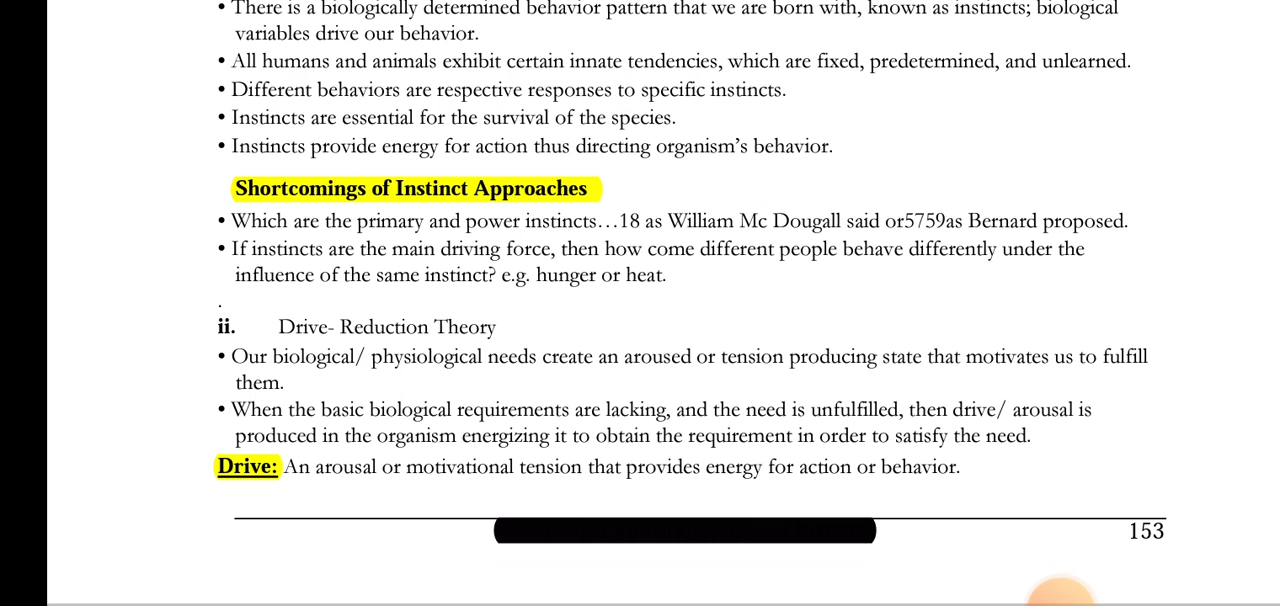 • There is a biologically determined behavior pattern that we are born with, known as instincts; biological
variables drive our behavior.
• All humans and animals exhibit certain innate tendencies, which are fixed, predetermined, and unlearned.
• Different behaviors are respective responses to specific instincts.
• Instincts are essential for the survival of the species.
• Instincts provide energy for action thus directing organism’s behavior.
Shortcomings of Instinct Approaches
• Which are the primary and power instincts…18 as William Mc Dougall said or5759as Bernard proposed.
• If instincts are the main driving force, then how come different people behave differently under the
influence of the same instinct? e.g. hunger or heat.
.
ii. Drive- Reduction Theory
• Our biological/ physiological needs create an aroused or tension producing state that motivates us to fulfill
them.
• When the basic biological requirements are lacking, and the need is unfulfilled, then drive/ arousal is
produced in the organism energizing it to obtain the requirement in order to satisfy the need.
Drive: An arousal or motivational tension that provides energy for action or behavior.
153